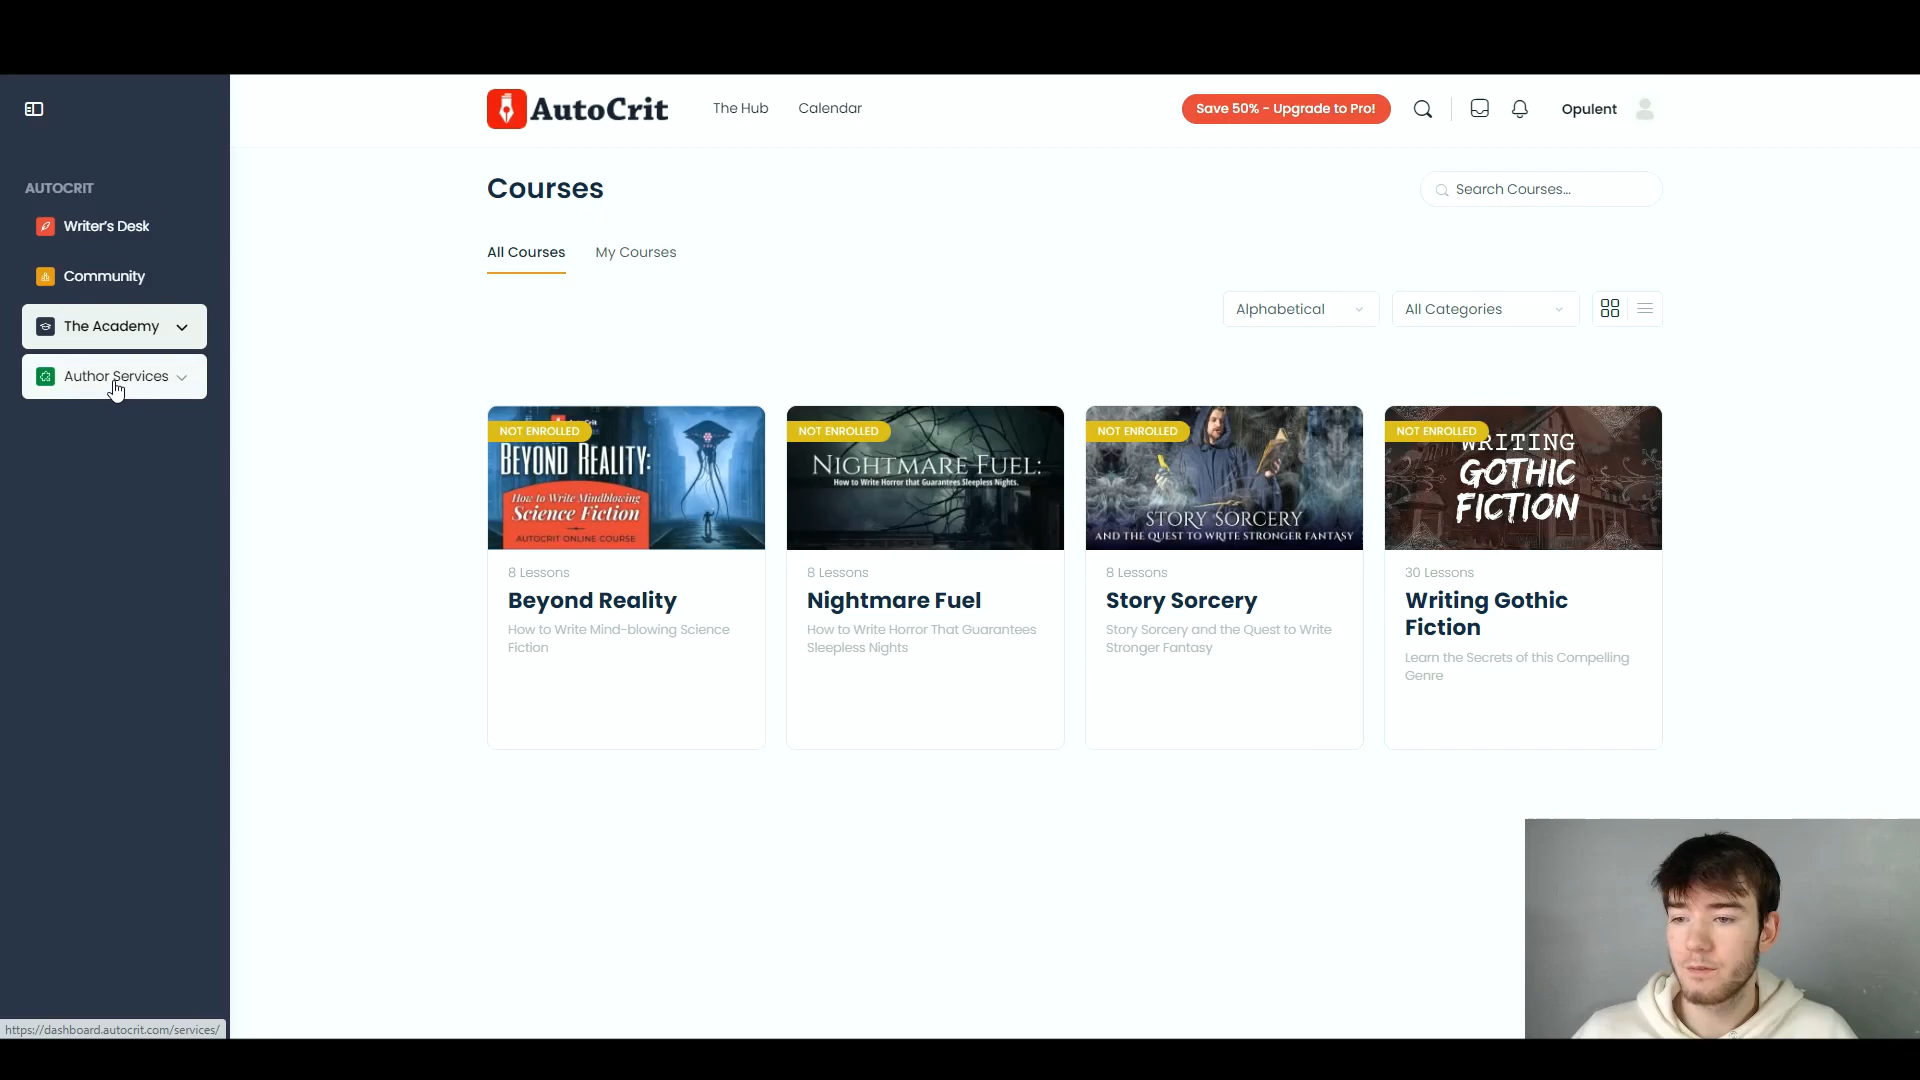 AutoCrit
The Hub
Calendar
Save 50% - Upgrade to Pro!
Opulent
AUTOCRIT
Writer's Desk
Community
The Academy
Author Services
Courses
Search Courses...
All Courses
My Courses
Alphabetical
All Categories
NOT ENROLLED
BEYOND REALITY:
How to Write Mindblowing
Science Fiction
AUTOCRIT ONLINE COURSE
8 Lessons
Beyond Reality
How to Write Mind-blowing Science
Fiction
NOT ENROLLED
NIGHTMARE FUEL:
How to Write Horror that Guarantees Sleepless Nights.
8 Lessons
Nightmare Fuel
How to Write Horror That Guarantees
Sleepless Nights
NOT ENROLLED
STORY SORCERY
AND THE QUEST TO WRITE STRONGER FANTASY
8 Lessons
Story Sorcery
Story Sorcery and the Quest to Write
Stronger Fantasy
NOT ENROLLED
WRITING
GOTHIC
FICTION
30 Lessons
Writing Gothic
Fiction
Learn the Secrets of this Compelling
Genre
https://dashboard.autocrit.com/services/